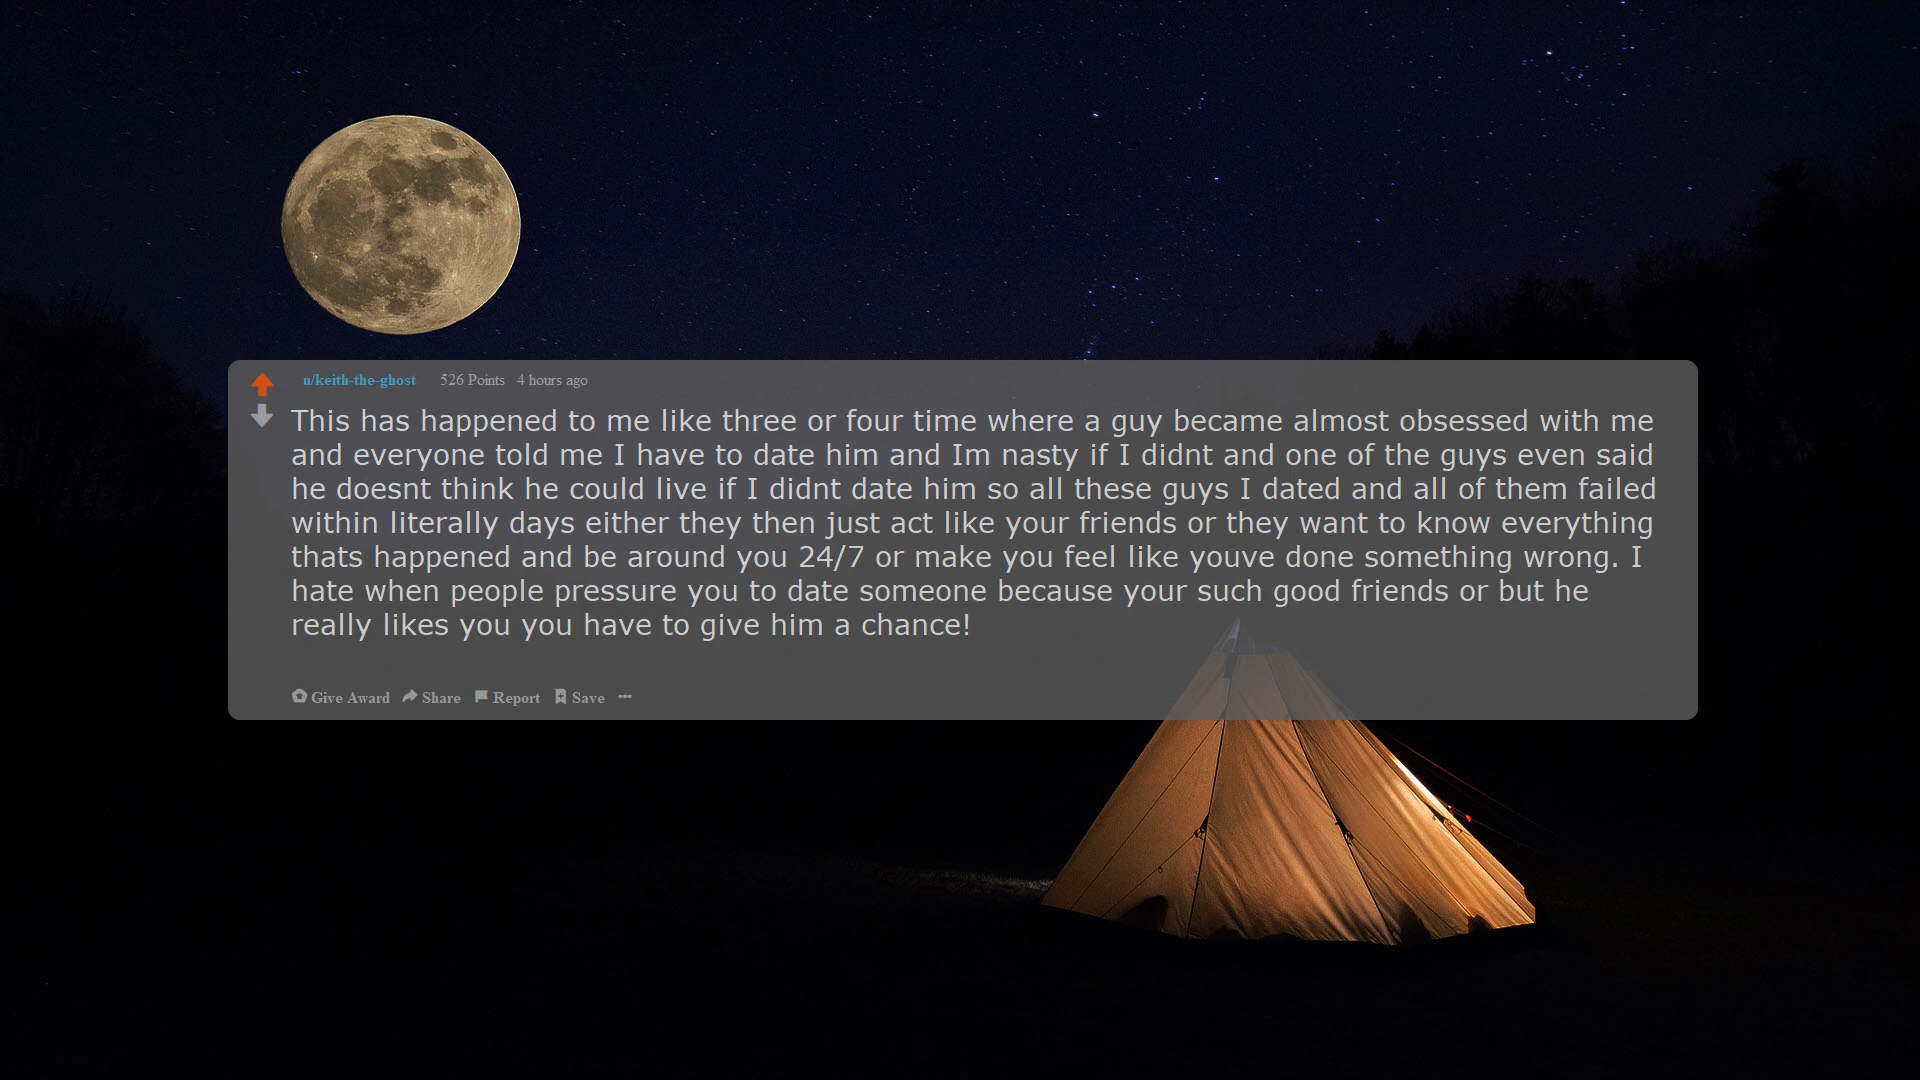 u/keith-the-ghost 526 Points 4 hours ago
This has happened to me like three or four time where a guy became almost obsessed with me
and everyone told me I have to date him and Im nasty if I didnt and one of the guys even said
he doesnt think he could live if I didnt date him so all these guys I dated and all of them failed
within literally days either they then just act like your friends or they want to know everything
thats happened and be around you 24/7 or make you feel like youve done something wrong. I
hate when people pressure you to date someone because your such good friends or but he
really likes you you have to give him a chance!
Give Award Share Report Save